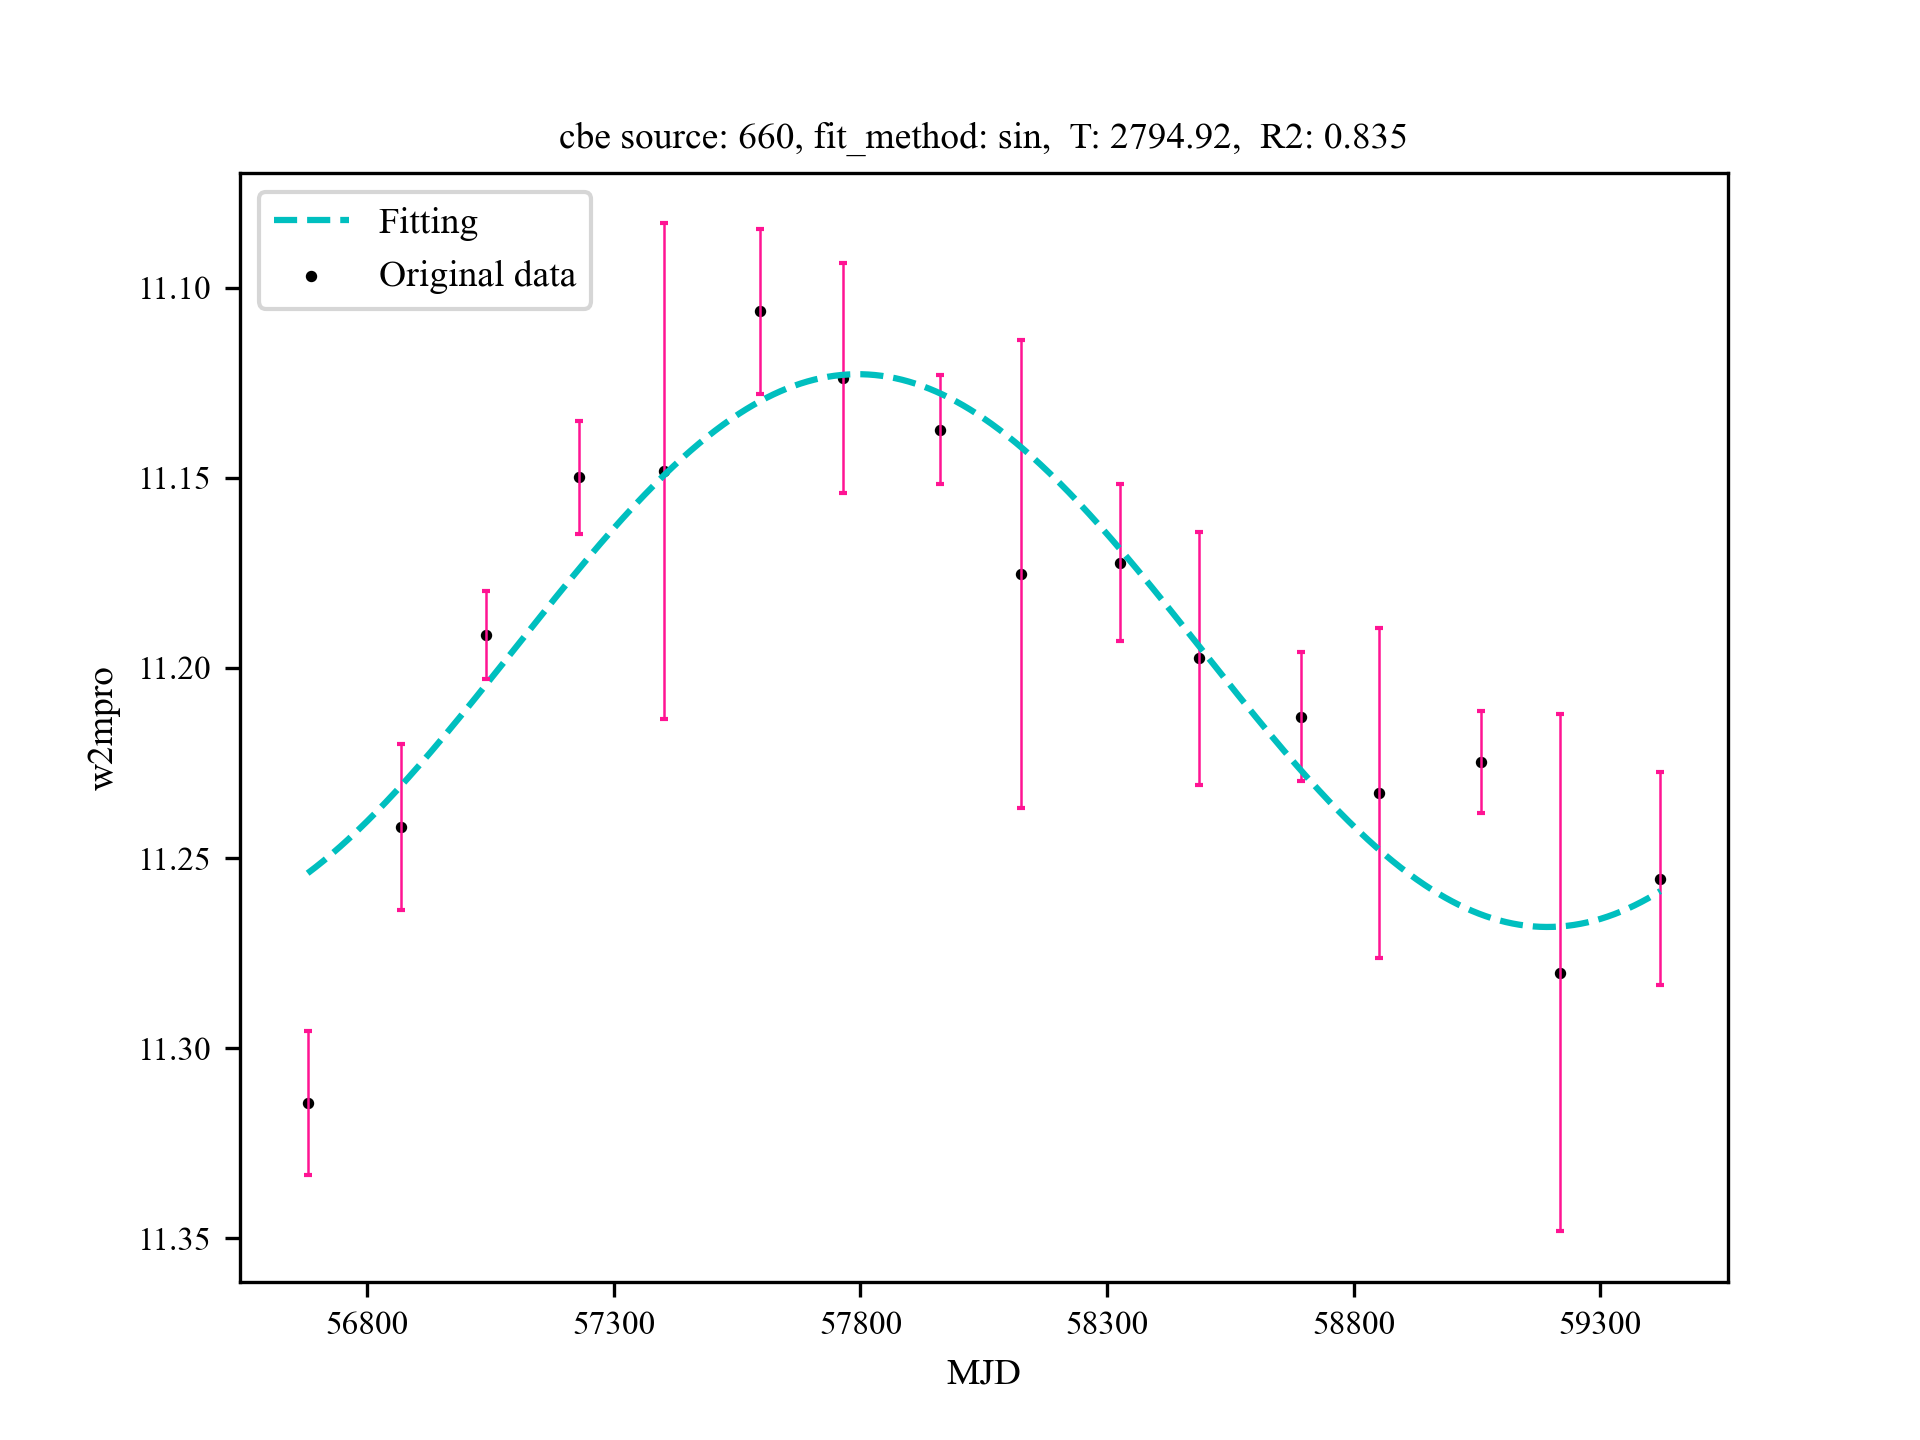 cbe source: 660, fit_method: sin,  T: 2794.92,  R2: 0.835
Fitting
Original data
11.10
11.15
11.20
11.25
11.30
11.35
w2mpro
56800
57300
57800
58300
58800
59300
MJD